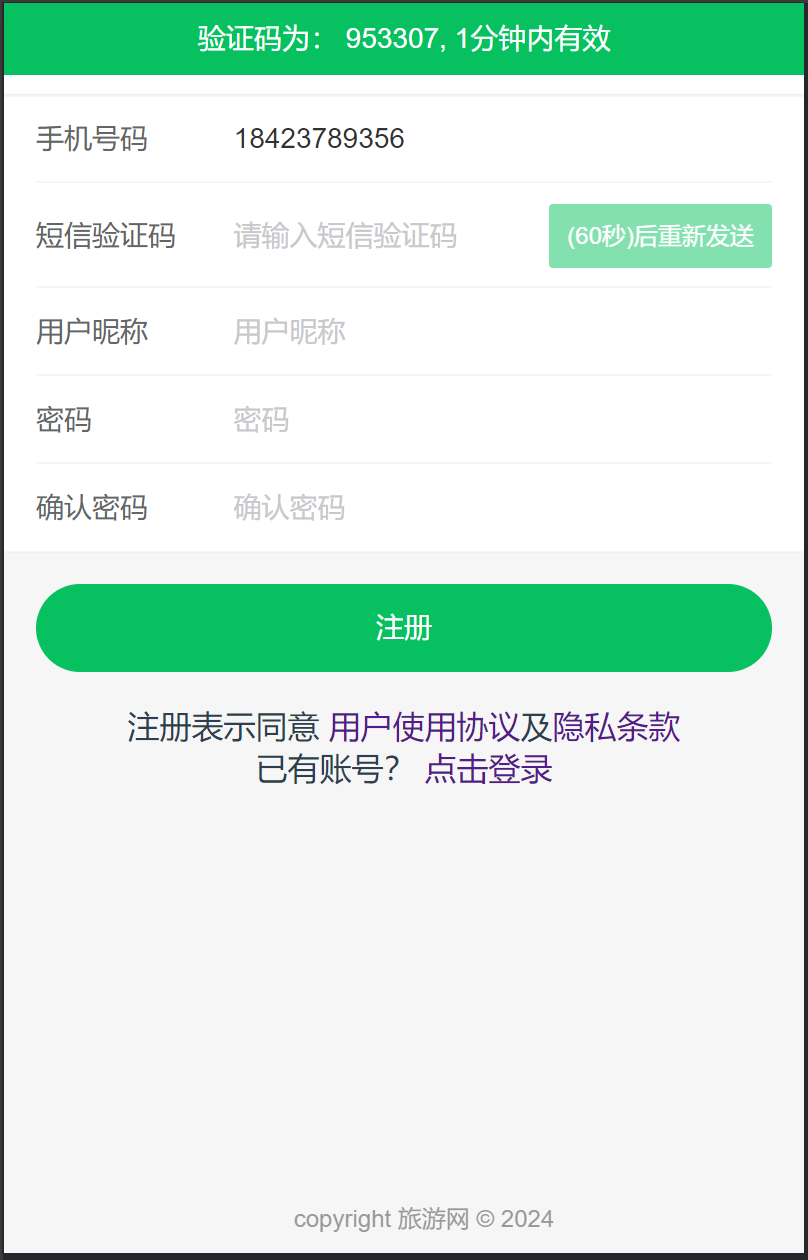 验证码为： 953307, 1分钟内有效
手机号码 18423789356
短信验证码 请输入短信验证码 (60秒)后重新发送
用户昵称 用户昵称
密码 密码
确认密码 确认密码
注册
注册表示同意 用户使用协议及隐私条款
已有账号？ 点击登录
copyright 旅游网 © 2024